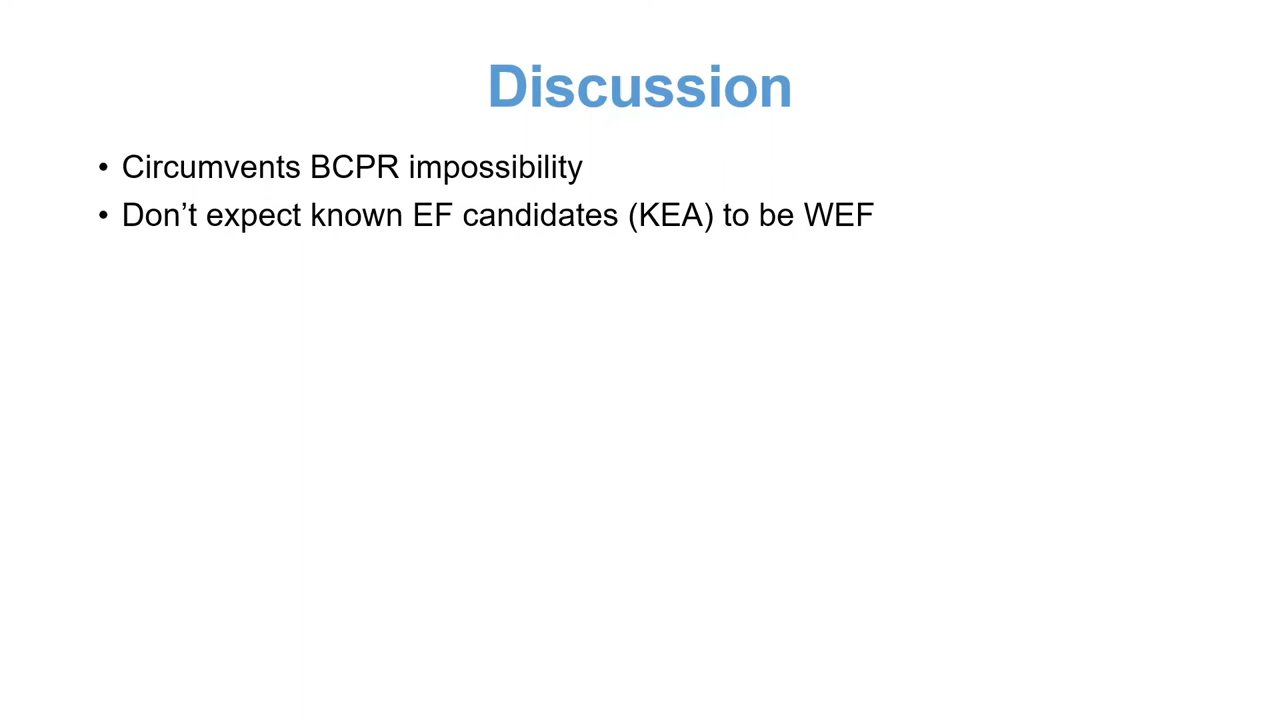 Discussion
• Circumvents BCPR impossibility
• Don’t expect known EF candidates (KEA) to be WEF